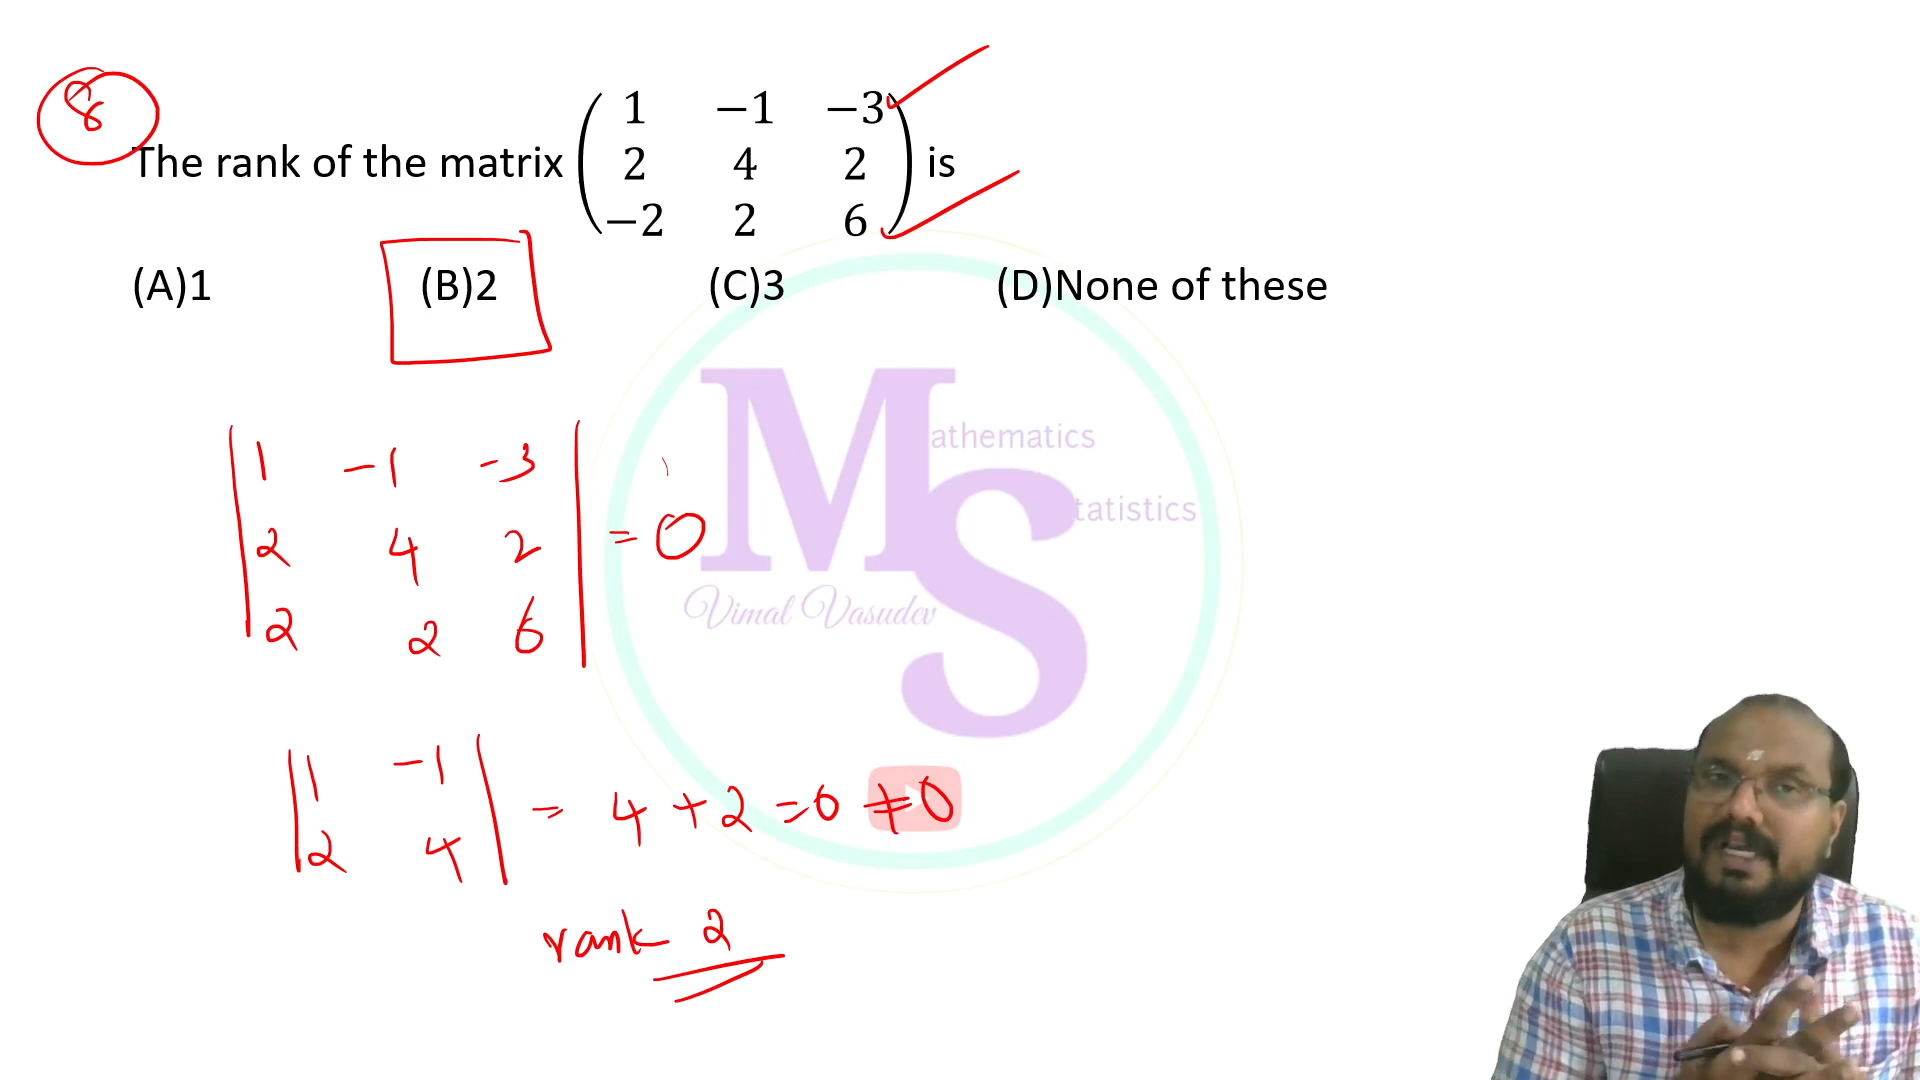 8
The rank of the matrix ( 1 −1 −3
2 4 2
−2 2 6 ) is
(A)1 (B)2 (C)3 (D)None of these
| 1 -1 -3 |
| 2 4 2 | = 0
| 2 2 6 |
M athematics
S tatistics
Vimal Vasudev
| 1 -1 |
| 2 4 | = 4 + 2 = 6 ≠ 0
rank 2